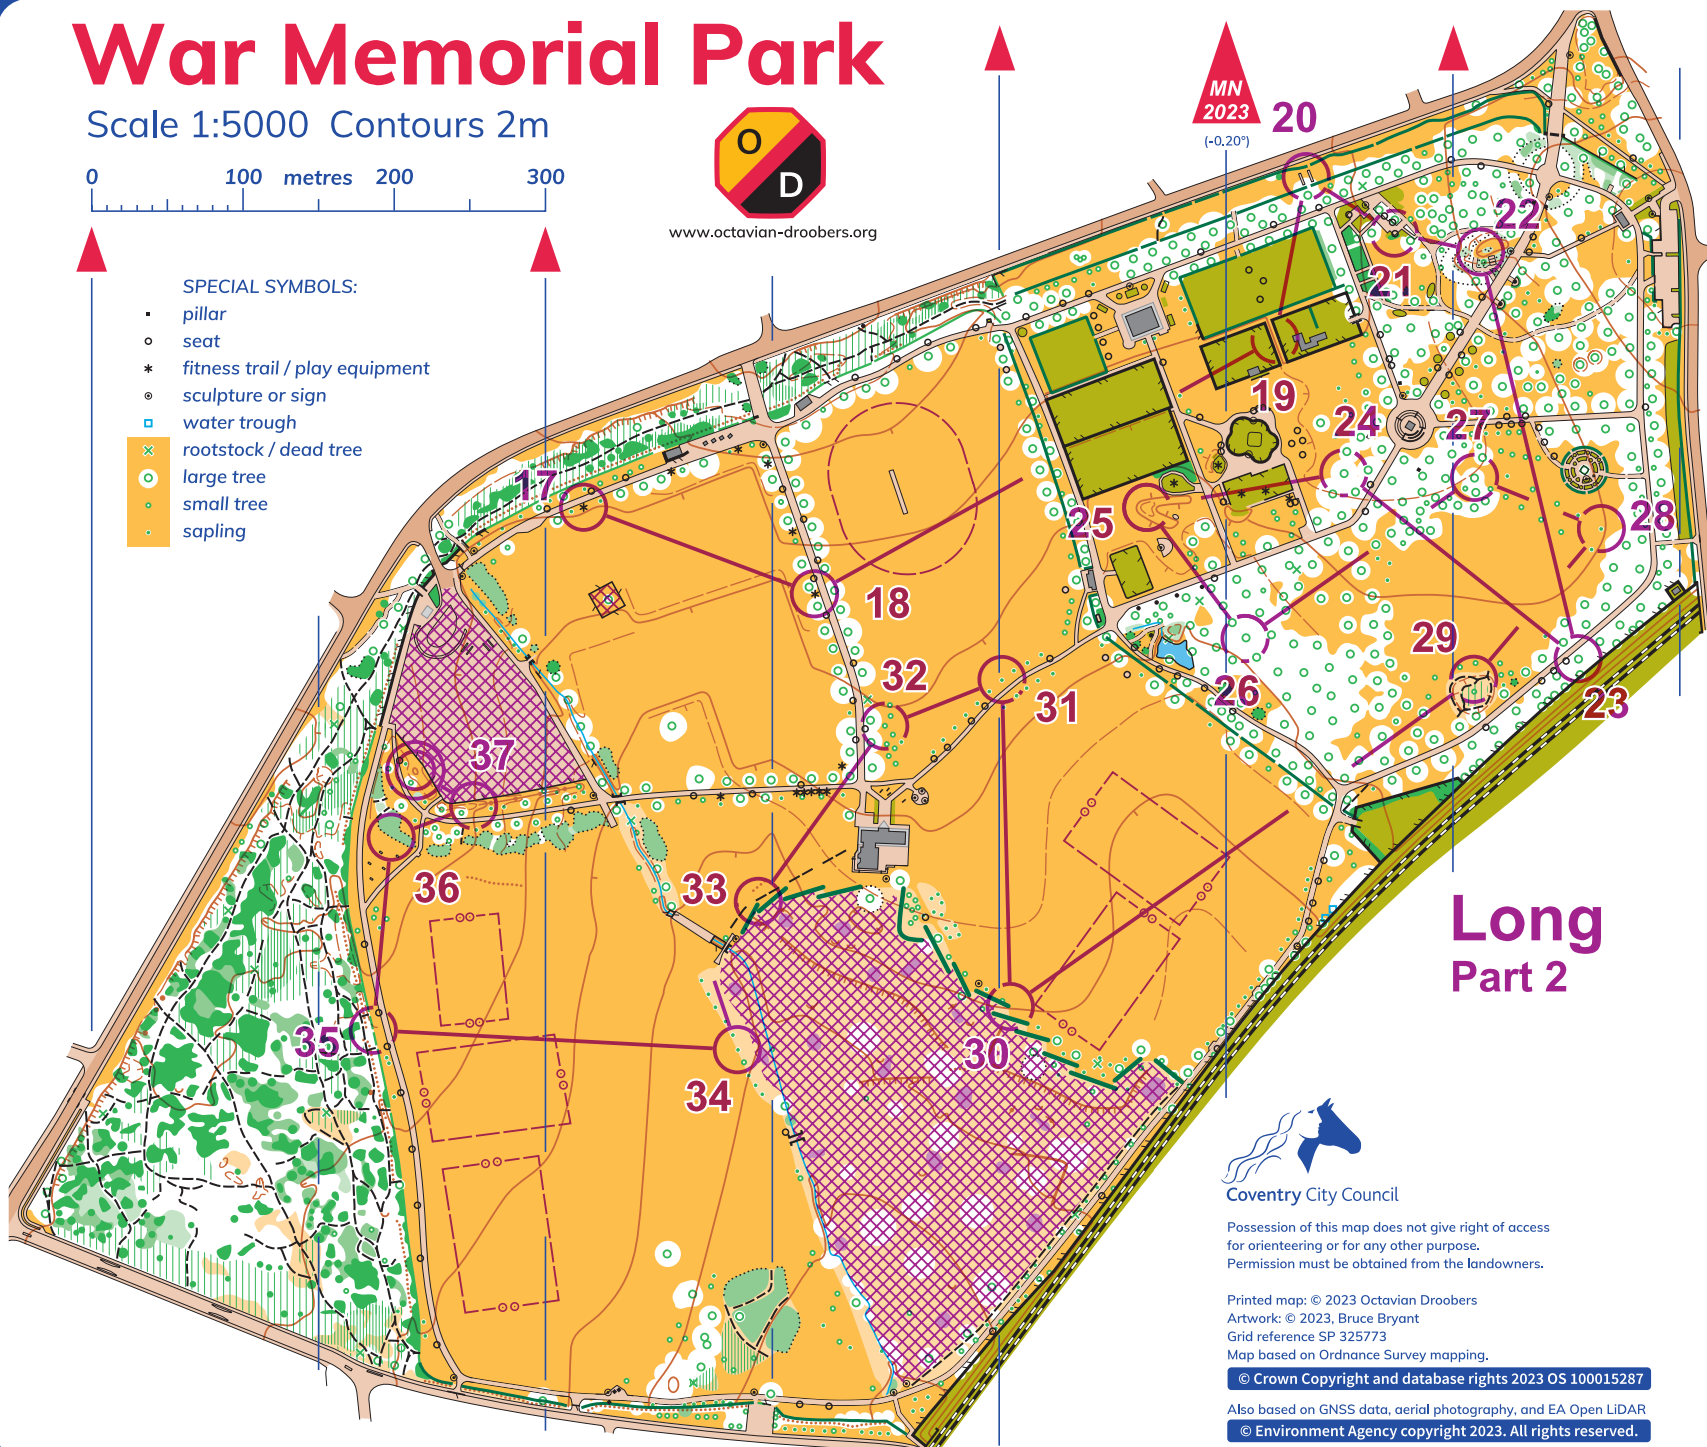 War Memorial Park
Scale 1:5000 Contours 2m
0 100 metres 200 300
O
D
www.octavian-droobers.org
MN
2023
(-0.20°)
SPECIAL SYMBOLS:
pillar
seat
fitness trail / play equipment
sculpture or sign
water trough
rootstock / dead tree
large tree
small tree
sapling
20
22
21
19
24
27
17
25
28
18
29
32
26
31
23
37
33
36
30
35
34
Long
Part 2
Coventry City Council
Possession of this map does not give right of access
for orienteering or for any other purpose.
Permission must be obtained from the landowners.
Printed map: © 2023 Octavian Droobers
Artwork: © 2023, Bruce Bryant
Grid reference SP 325773
Map based on Ordnance Survey mapping.
© Crown Copyright and database rights 2023 OS 100015287
Also based on GNSS data, aerial photography, and EA Open LiDAR
© Environment Agency copyright 2023. All rights reserved.